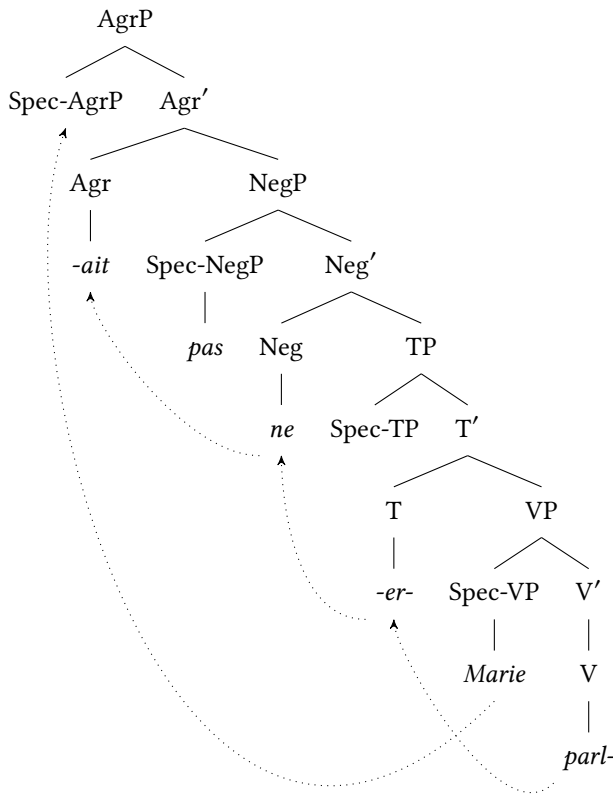 AgrP
Spec-AgrP Agr′
Agr NegP
-ait Spec-NegP Neg′
pas Neg TP
ne Spec-TP T′
T VP
-er- Spec-VP V′
Marie V
parl-